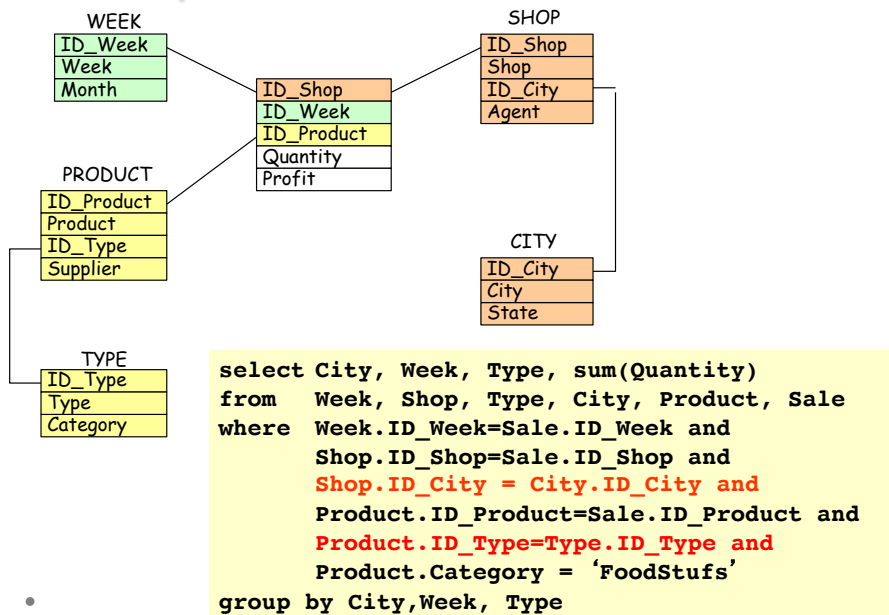 WEEK
ID_Week
Week
Month
SHOP
ID_Shop
Shop
ID_City
Agent
ID_Shop
ID_Week
ID_Product
Quantity
Profit
PRODUCT
ID_Product
Product
ID_Type
Supplier
CITY
ID_City
City
State
TYPE
ID_Type
Type
Category
select City, Week, Type, sum(Quantity)
from Week, Shop, Type, City, Product, Sale
where Week.ID_Week=Sale.ID_Week and
Shop.ID_Shop=Sale.ID_Shop and
Shop.ID_City = City.ID_City and
Product.ID_Product=Sale.ID_Product and
Product.ID_Type=Type.ID_Type and
Product.Category = ‘FoodStufs’
group by City,Week, Type